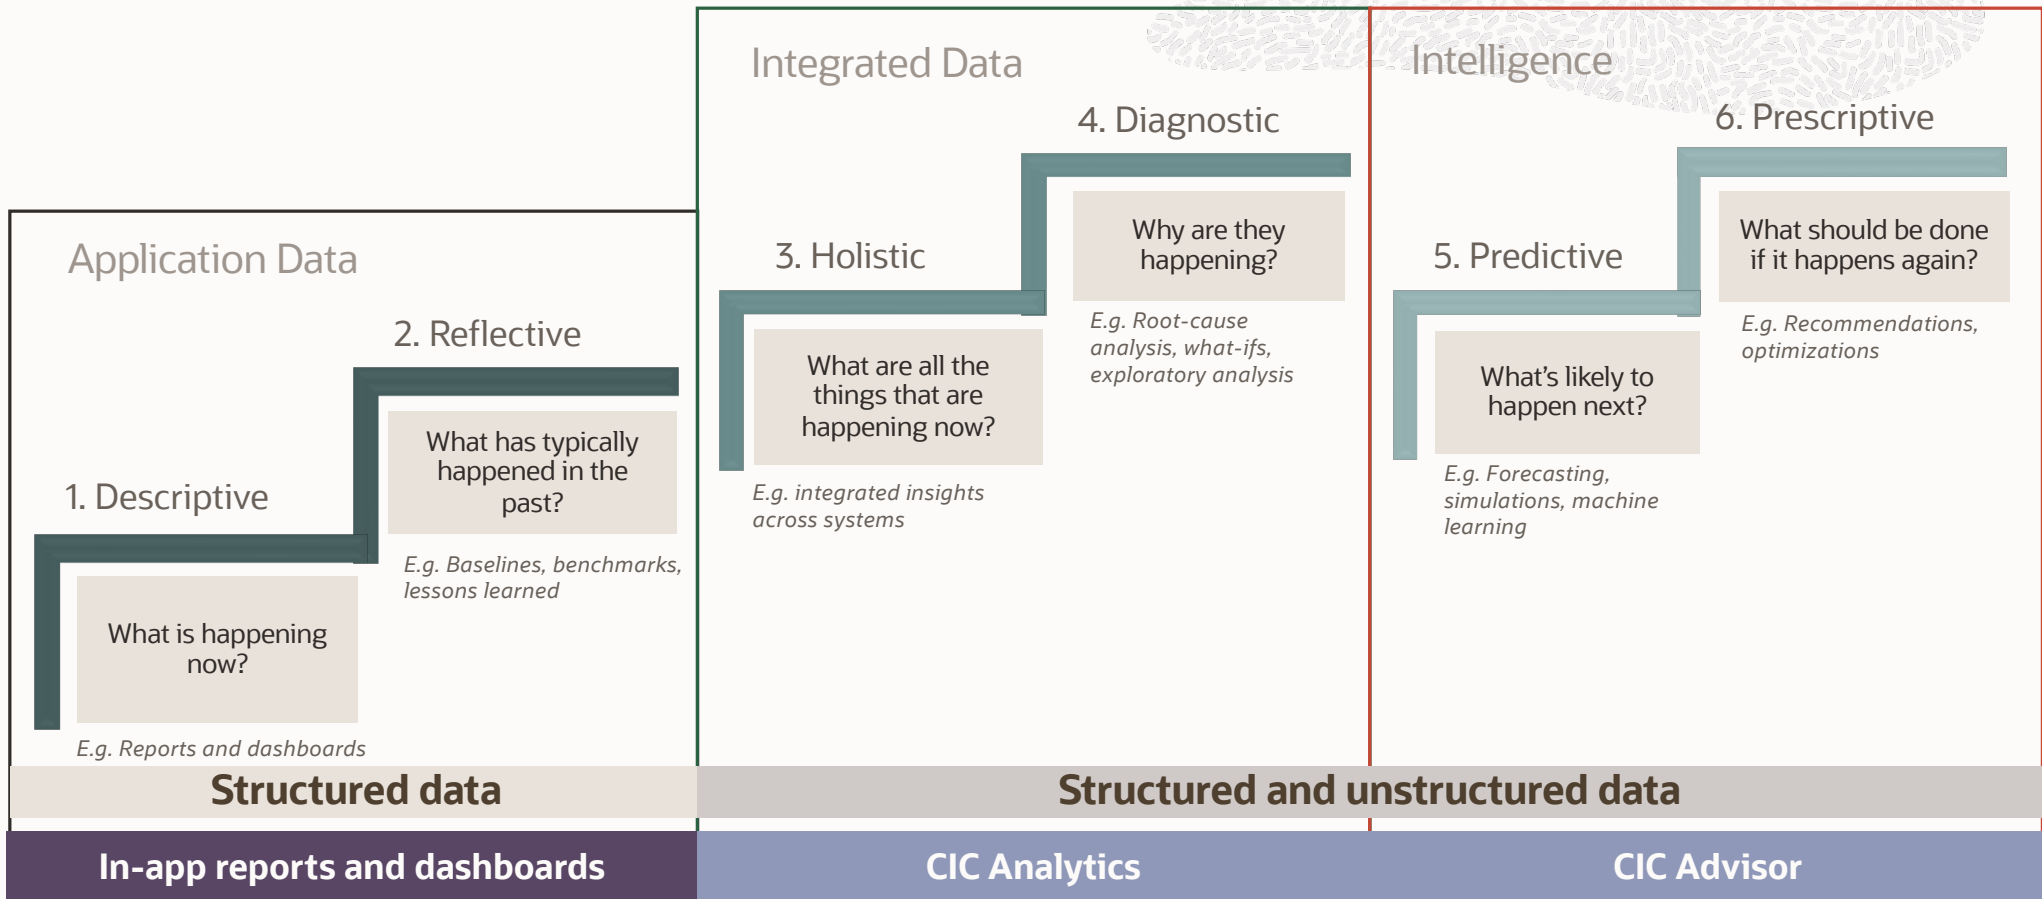 Application Data
1. Descriptive
What is happening
now?
E.g. Reports and dashboards
2. Reflective
What has typically
happened in the
past?
E.g. Baselines, benchmarks,
lessons learned
Integrated Data
3. Holistic
What are all the
things that are
happening now?
E.g. integrated insights
across systems
4. Diagnostic
Why are they
happening?
E.g. Root-cause
analysis, what-ifs,
exploratory analysis
Intelligence
5. Predictive
What’s likely to
happen next?
E.g. Forecasting,
simulations, machine
learning
6. Prescriptive
What should be done
if it happens again?
E.g. Recommendations,
optimizations
Structured data
Structured and unstructured data
In-app reports and dashboards
CIC Analytics
CIC Advisor